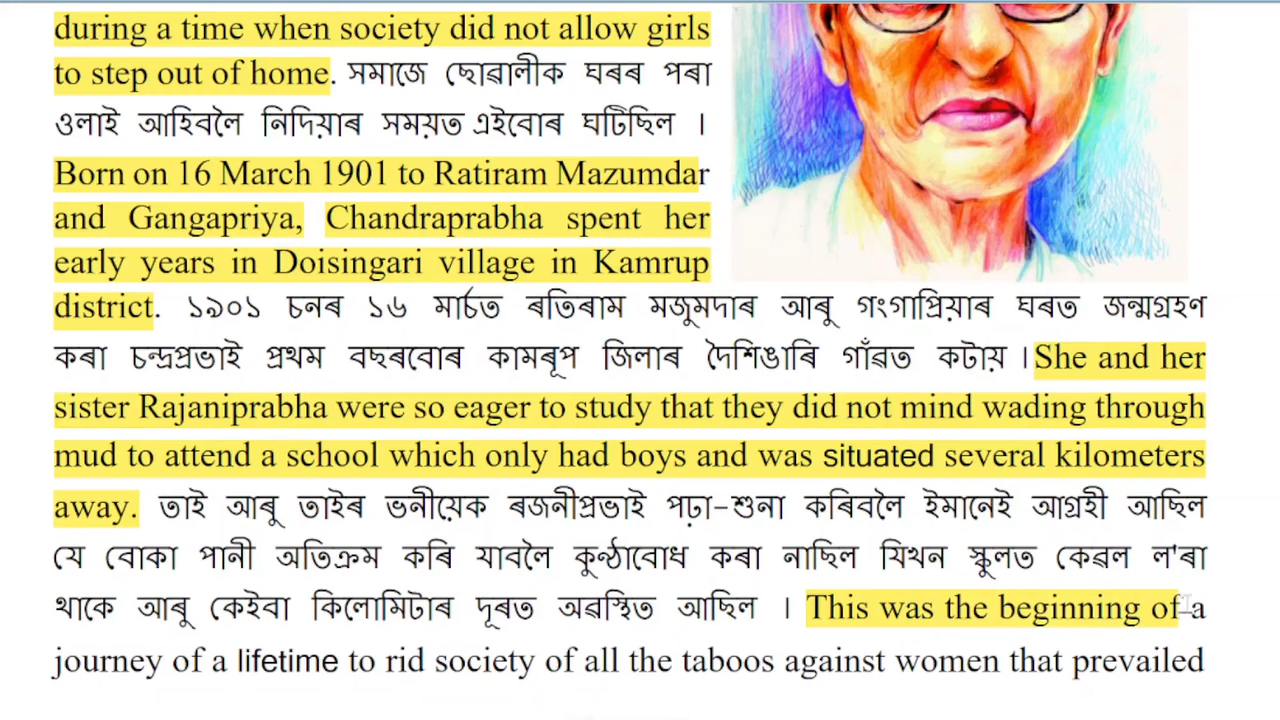 during a time when society did not allow girls
to step out of home. সমাজে ছোৱালীক ঘৰৰ পৰা
ওলাই আহিবলৈ নিদিয়াৰ সময়ত এইবোৰ ঘটিছিল ।
Born on 16 March 1901 to Ratiram Mazumdar
and Gangapriya, Chandraprabha spent her
early years in Doisingari village in Kamrup
district. ১৯০১ চনৰ ১৬ মাৰ্চত ৰতিৰাম মজুমদাৰ আৰু গংগাপ্ৰিয়াৰ ঘৰত জন্মগ্ৰহণ
কৰা চন্দ্ৰপ্ৰভাই প্ৰথম বছৰবোৰ কামৰূপ জিলাৰ দৈশিঙাৰি গাঁৱত কটায় । She and her
sister Rajaniprabha were so eager to study that they did not mind wading through
mud to attend a school which only had boys and was situated several kilometers
away. তাই আৰু তাইৰ ভনীয়েক ৰজনীপ্ৰভাই পঢ়া-শুনা কৰিবলৈ ইমানেই আগ্ৰহী আছিল
যে বোকা পানী অতিক্ৰম কৰি যাবলৈ কুণ্ঠাবোধ কৰা নাছিল যিখন স্কুলত কেৱল ল'ৰা
থাকে আৰু কেইবা কিলোমিটাৰ দূৰত অৱস্থিত আছিল । This was the beginning of a
journey of a lifetime to rid society of all the taboos against women that prevailed